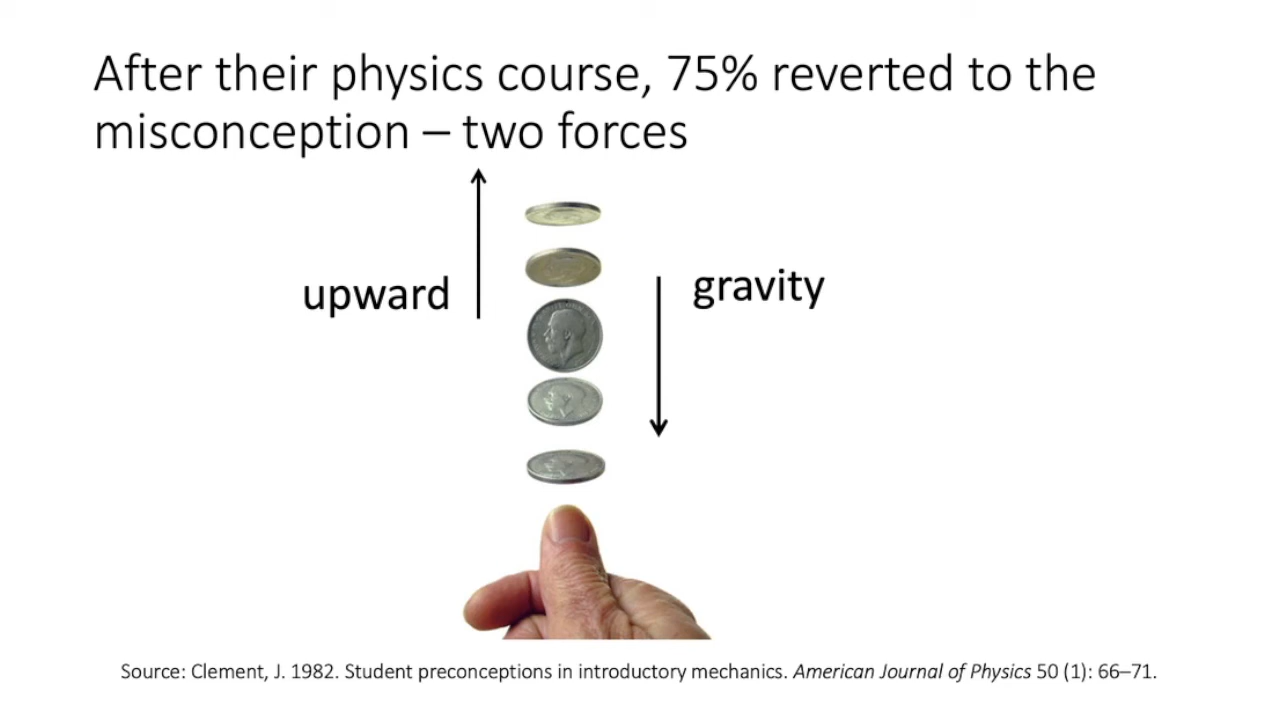 After their physics course, 75% reverted to the
misconception – two forces
upward
gravity
Source: Clement, J. 1982. Student preconceptions in introductory mechanics. American Journal of Physics 50 (1): 66–71.